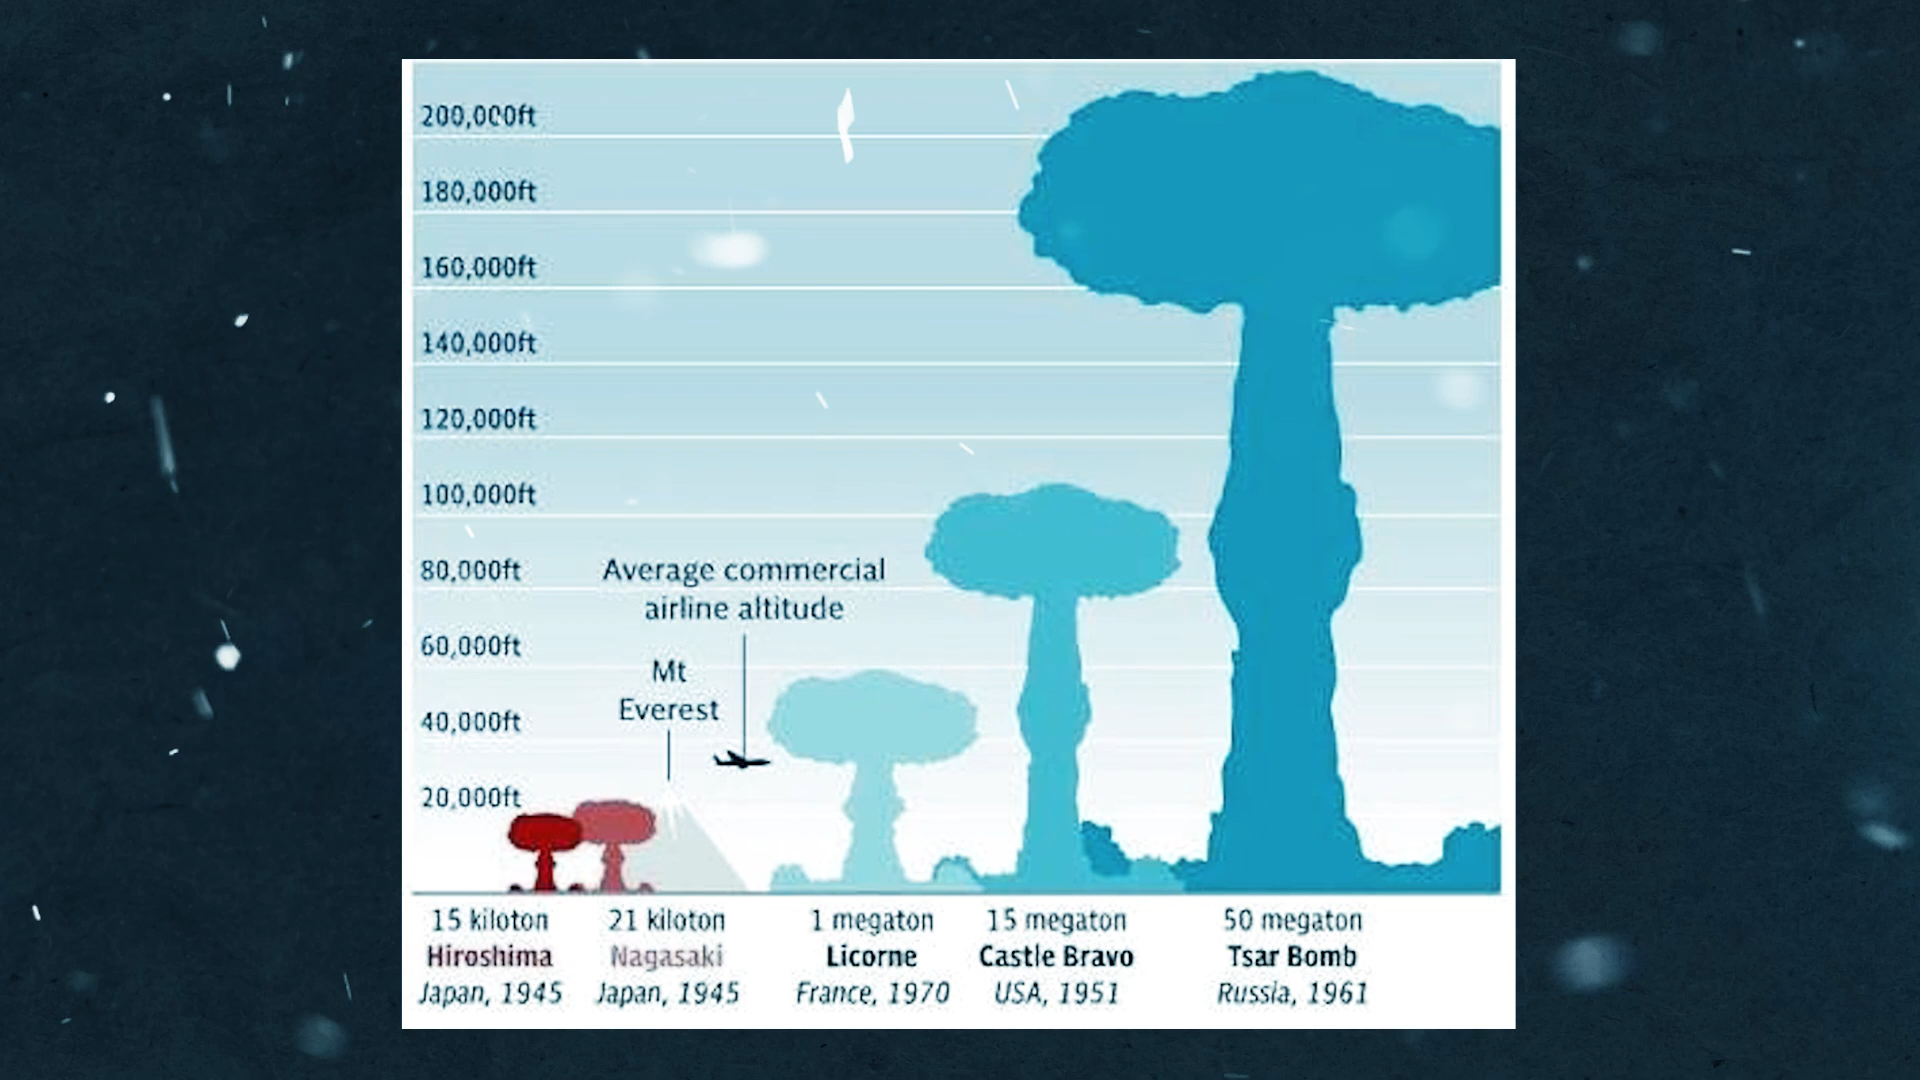 200,000ft
180,000ft
160,000ft
140,000ft
120,000ft
100,000ft
80,000ft
60,000ft
40,000ft
20,000ft
Average commercial
airline altitude
Mt
Everest
15 kiloton
Hiroshima
Japan, 1945
21 kiloton
Nagasaki
Japan, 1945
1 megaton
Licorne
France, 1970
15 megaton
Castle Bravo
USA, 1951
50 megaton
Tsar Bomb
Russia, 1961